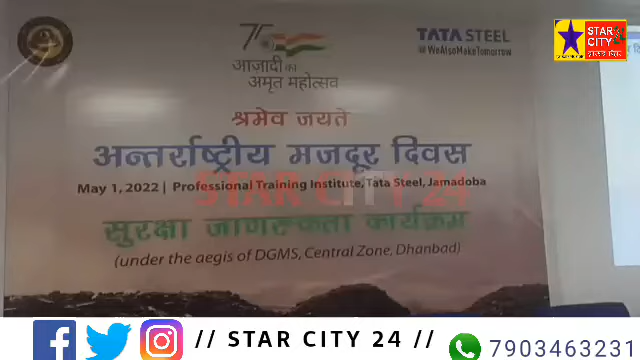 75
आज़ादी का
अमृत महोत्सव
TATA STEEL
# WeAlsoMakeTomorrow
STAR
CITY
श्रमेव जयते
अन्तर्राष्ट्रीय मजदूर दिवस
May 1, 2022 | Professional Training Institute, Tata Steel, Jamadoba
STAR CITY 24
सुरक्षा जागरूकता कार्यक्रम
(under the aegis of DGMS, Central Zone, Dhanbad)
// STAR CITY 24 //
7903463231